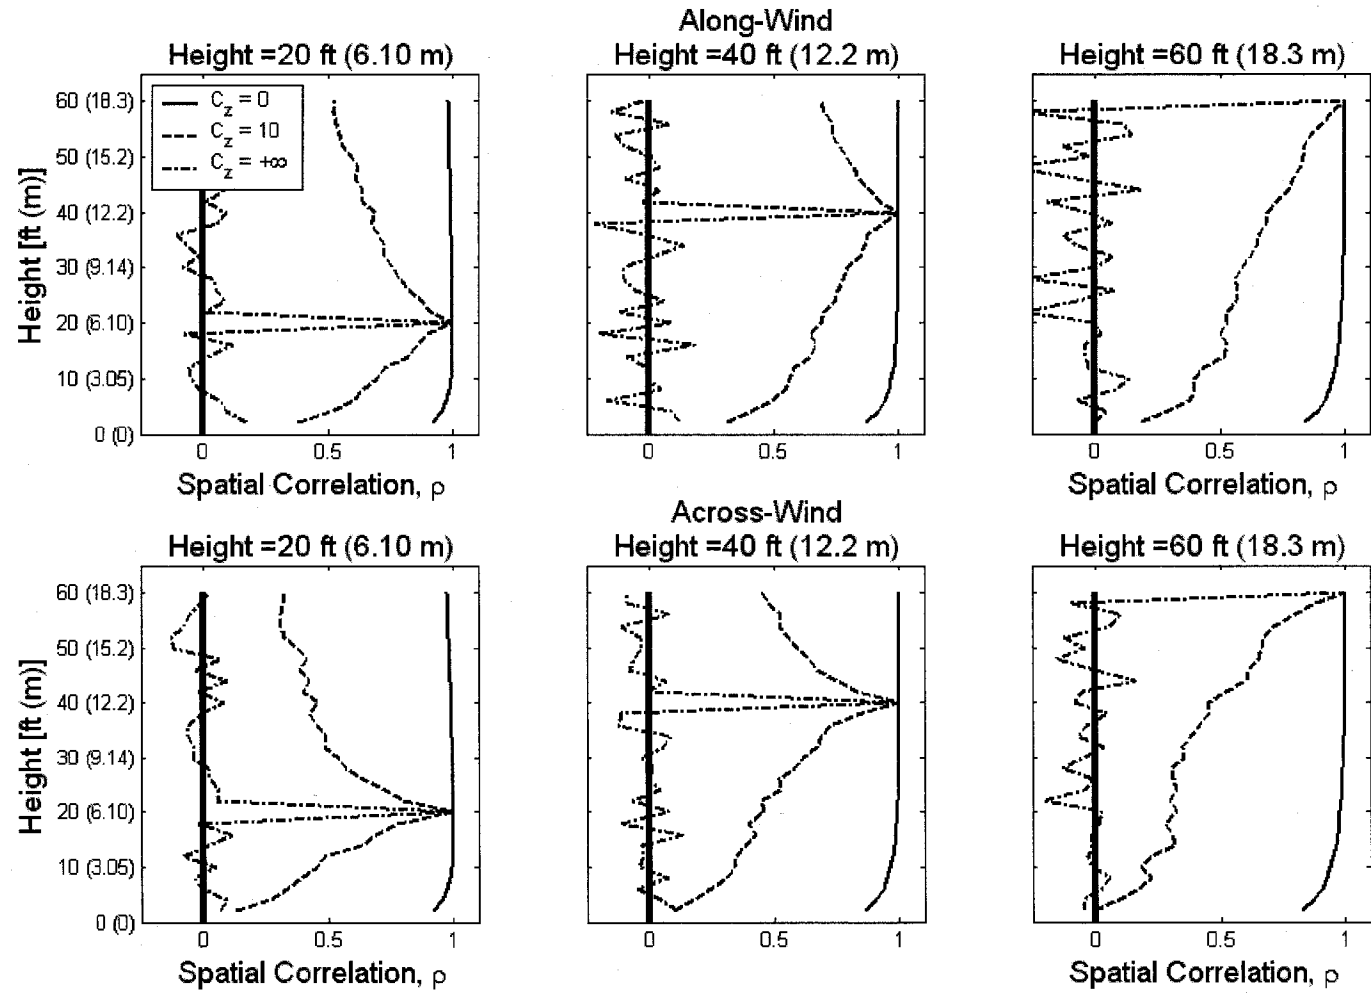 Along-Wind
Height =20 ft (6.10 m)
Height =40 ft (12.2 m)
Height =60 ft (18.3 m)
Height [ft (m)]
60 (18.3)
50 (15.2)
40 (12.2)
30 (9.14)
20 (6.10)
10 (3.05)
0 (0)
C_z = 0
C_z = 10
C_z = +∞
0 0.5 1
0 0.5 1
0 0.5 1
Spatial Correlation, ρ
Spatial Correlation, ρ
Across-Wind
Height =20 ft (6.10 m)
Height =40 ft (12.2 m)
Height =60 ft (18.3 m)
Height [ft (m)]
60 (18.3)
50 (15.2)
40 (12.2)
30 (9.14)
20 (6.10)
10 (3.05)
0 (0)
0 0.5 1
0 0.5 1
0 0.5 1
Spatial Correlation, ρ
Spatial Correlation, ρ